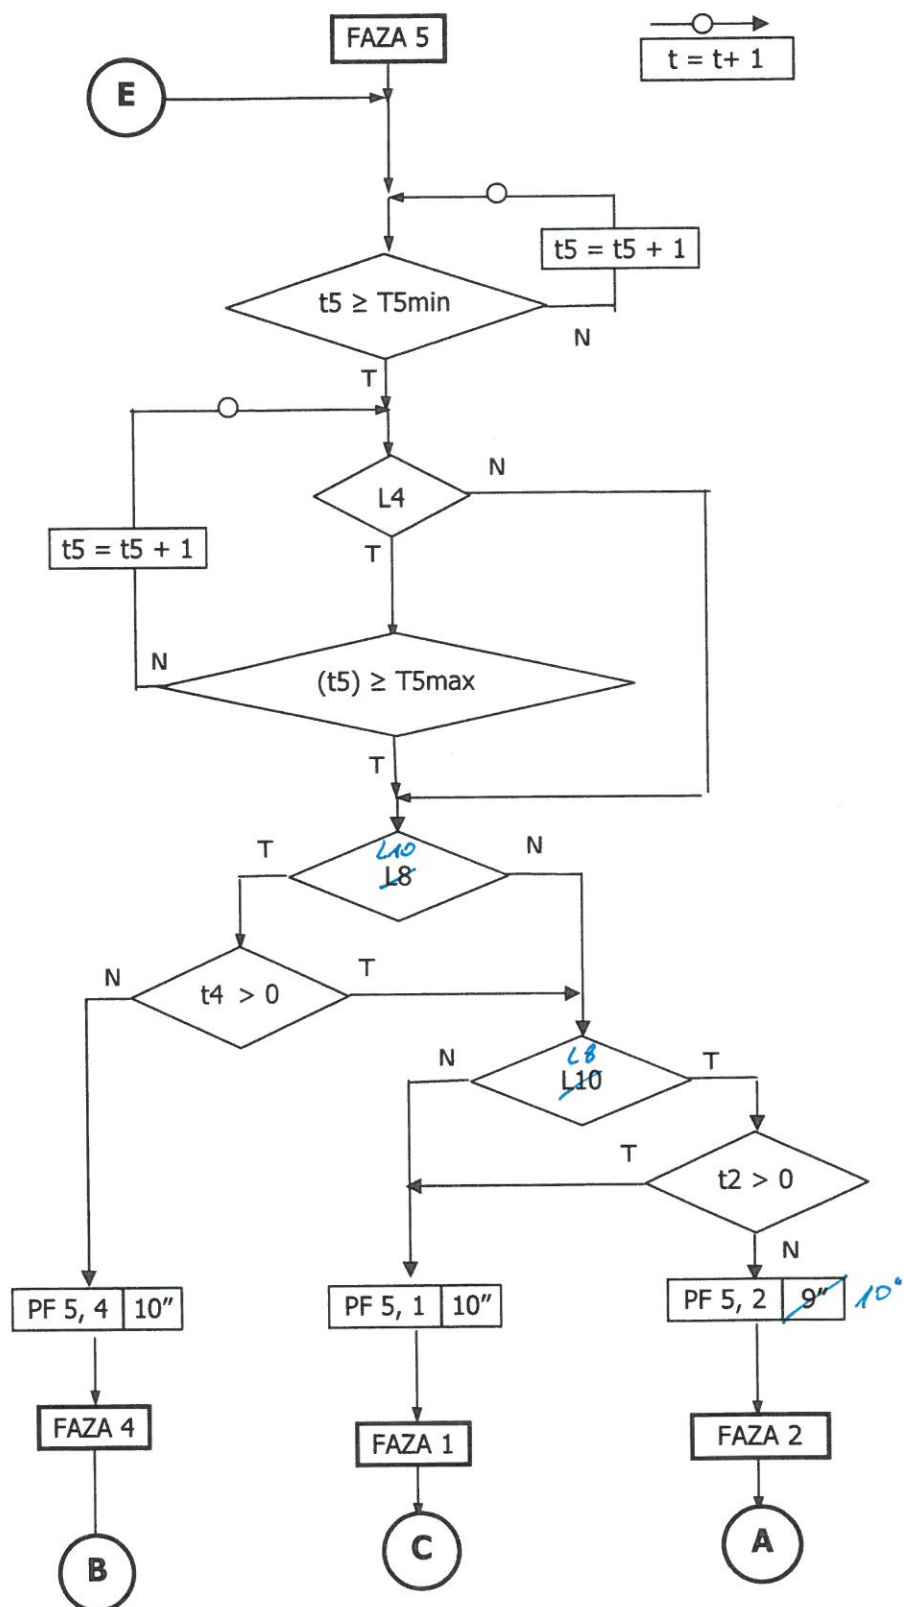 FAZA 5
t = t+ 1
E
t5 = t5 + 1
t5 ≥ T5min
N
T
L4
N
t5 = t5 + 1
T
N
(t5) ≥ T5max
T
T
L10
L8
N
N
t4 > 0
T
N
L8
L10
T
T
t2 > 0
N
PF 5, 4 10”
PF 5, 1 10”
PF 5, 2 9” 10"
FAZA 4
FAZA 1
FAZA 2
B
C
A